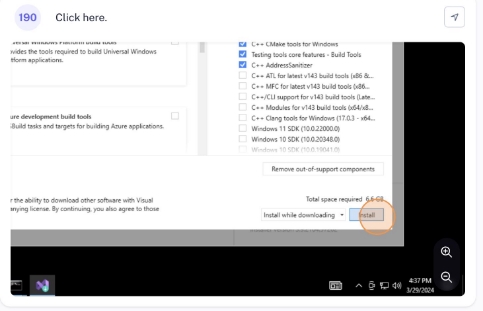 190 Click here.
C++ CMake tools for Windows
Testing tools core features - Build Tools
C++ AddressSanitizer
C++ ATL for latest v143 build tools (x86 &...
C++ MFC for latest v143 build tools (x86...
C++/CLI support for v143 build tools (Late...
C++ Modules for v143 build tools (x64/x8...
C++ Clang tools for Windows (17.0.3 - x64...
Windows 11 SDK (10.0.22000.0)
Windows 10 SDK (10.0.20348.0)
Windows 10 SDK (10.0.19041.0)
versal Windows Platform build tools
ovides the tools required to build Universal Windows
tform applications.
ure development build tools
Build tasks and targets for building Azure applications.
Remove out-of-support components
r the ability to download other software with Visual
anying license. By continuing, you also agree to those
Total space required 6.6 GB
Install while downloading
Install
4:37 PM
3/29/2024